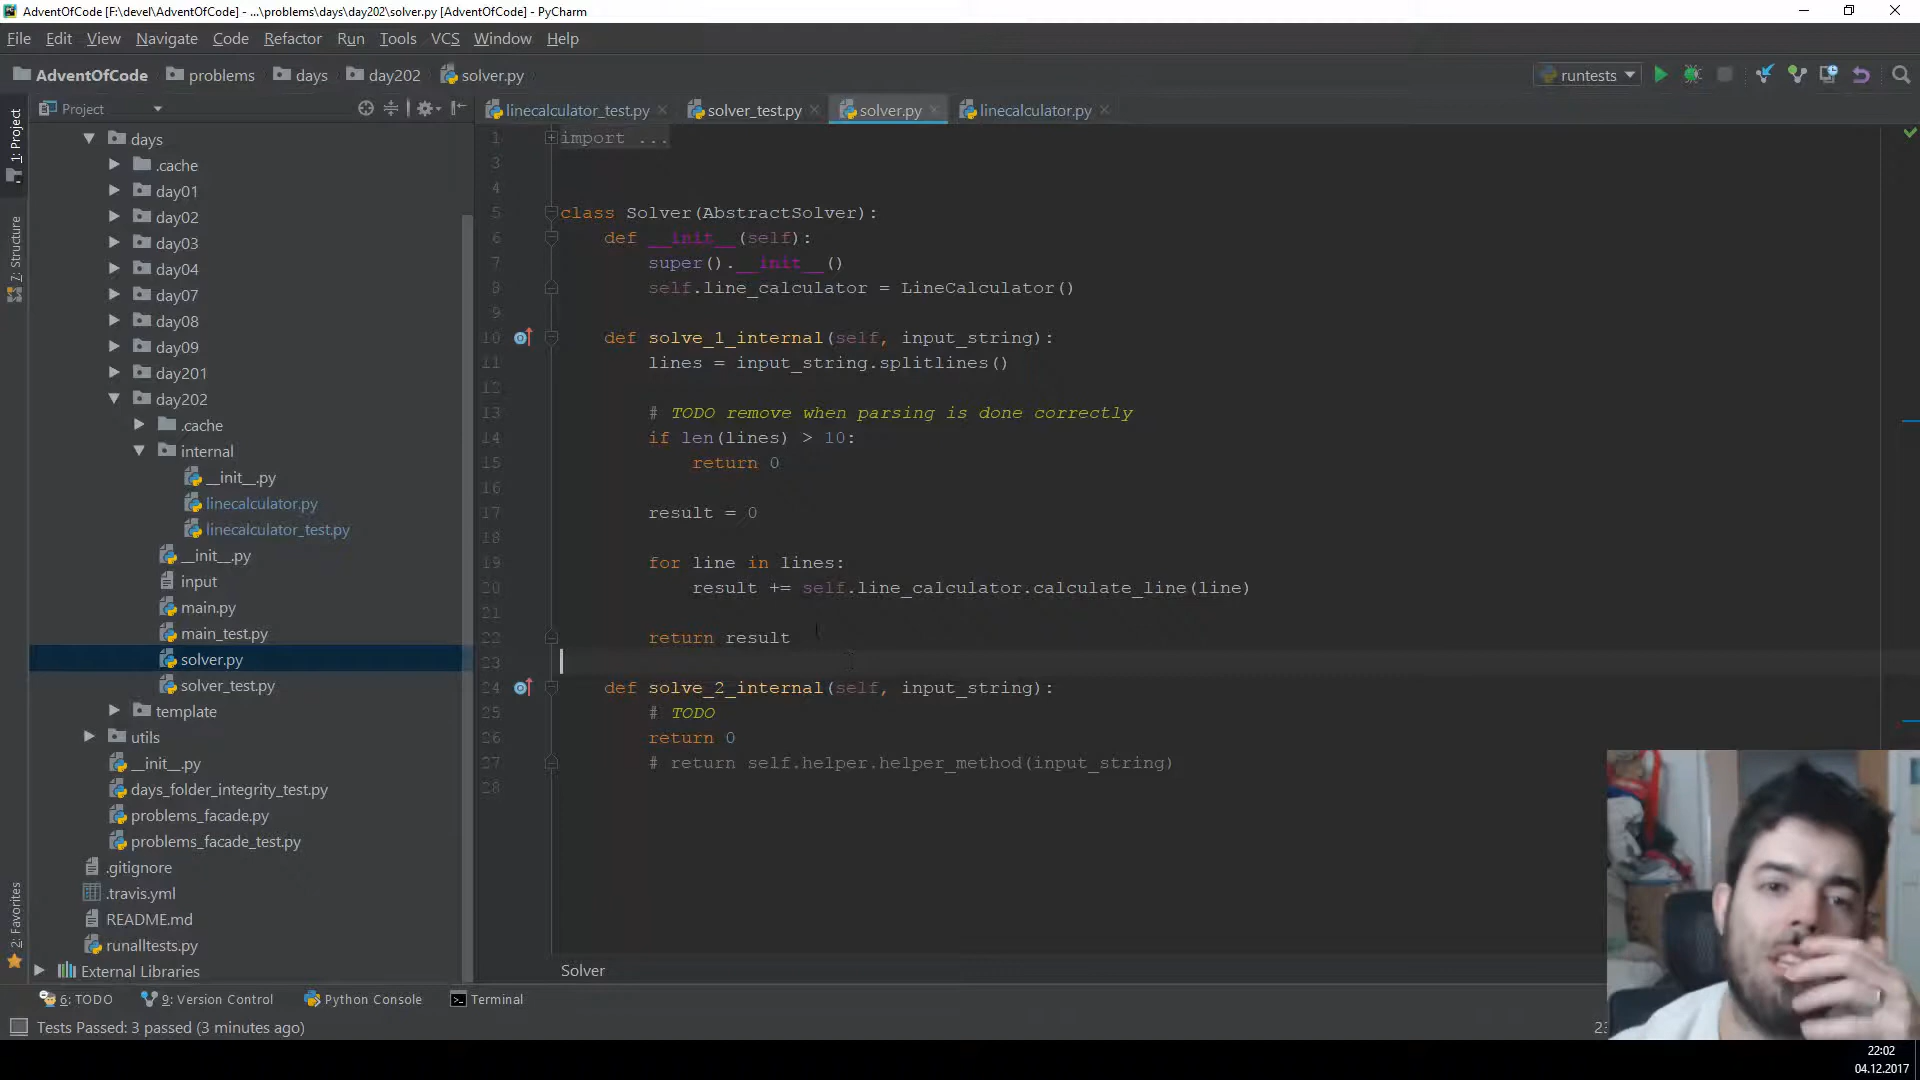 AdventOfCode [F:\devel\AdventOfCode] - ...\problems\days\day202\solver.py [AdventOfCode] - PyCharm
File Edit View Navigate Code Refactor Run Tools VCS Window Help
AdventOfCode problems days day202 solver.py runtests
Project
linecalculator_test.py solver_test.py solver.py linecalculator.py
1: Project
7: Structure
2: Favorites
days
.cache
day01
day02
day03
day04
day07
day08
day09
day201
day202
.cache
internal
__init__.py
linecalculator.py
linecalculator_test.py
__init__.py
input
main.py
main_test.py
solver.py
solver_test.py
template
utils
__init__.py
days_folder_integrity_test.py
problems_facade.py
problems_facade_test.py
.gitignore
.travis.yml
README.md
runalltests.py
External Libraries
1 import ...
3
4
5 class Solver(AbstractSolver):
6 def __init__(self):
7 super().__init__()
8 self.line_calculator = LineCalculator()
9
10 def solve_1_internal(self, input_string):
11 lines = input_string.splitlines()
12
13 # TODO remove when parsing is done correctly
14 if len(lines) > 10:
15 return 0
16
17 result = 0
18
19 for line in lines:
20 result += self.line_calculator.calculate_line(line)
21
22 return result
23
24 def solve_2_internal(self, input_string):
25 # TODO
26 return 0
27 # return self.helper.helper_method(input_string)
28
Solver
6: TODO 9: Version Control Python Console Terminal
Tests Passed: 3 passed (3 minutes ago)
22:02
04.12.2017